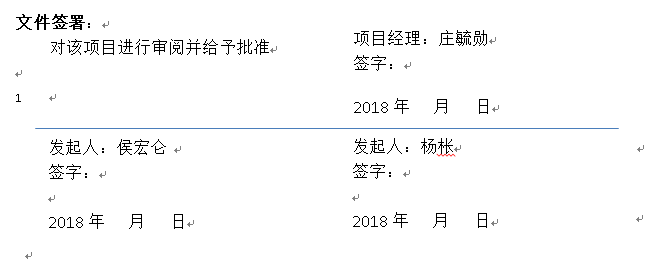 文件签署：
对该项目进行审阅并给予批准
项目经理：庄毓勋
签字：
1
2018 年 月 日
发起人：侯宏仑
发起人：杨枨
签字：
签字：
2018 年 月 日
2018 年 月 日